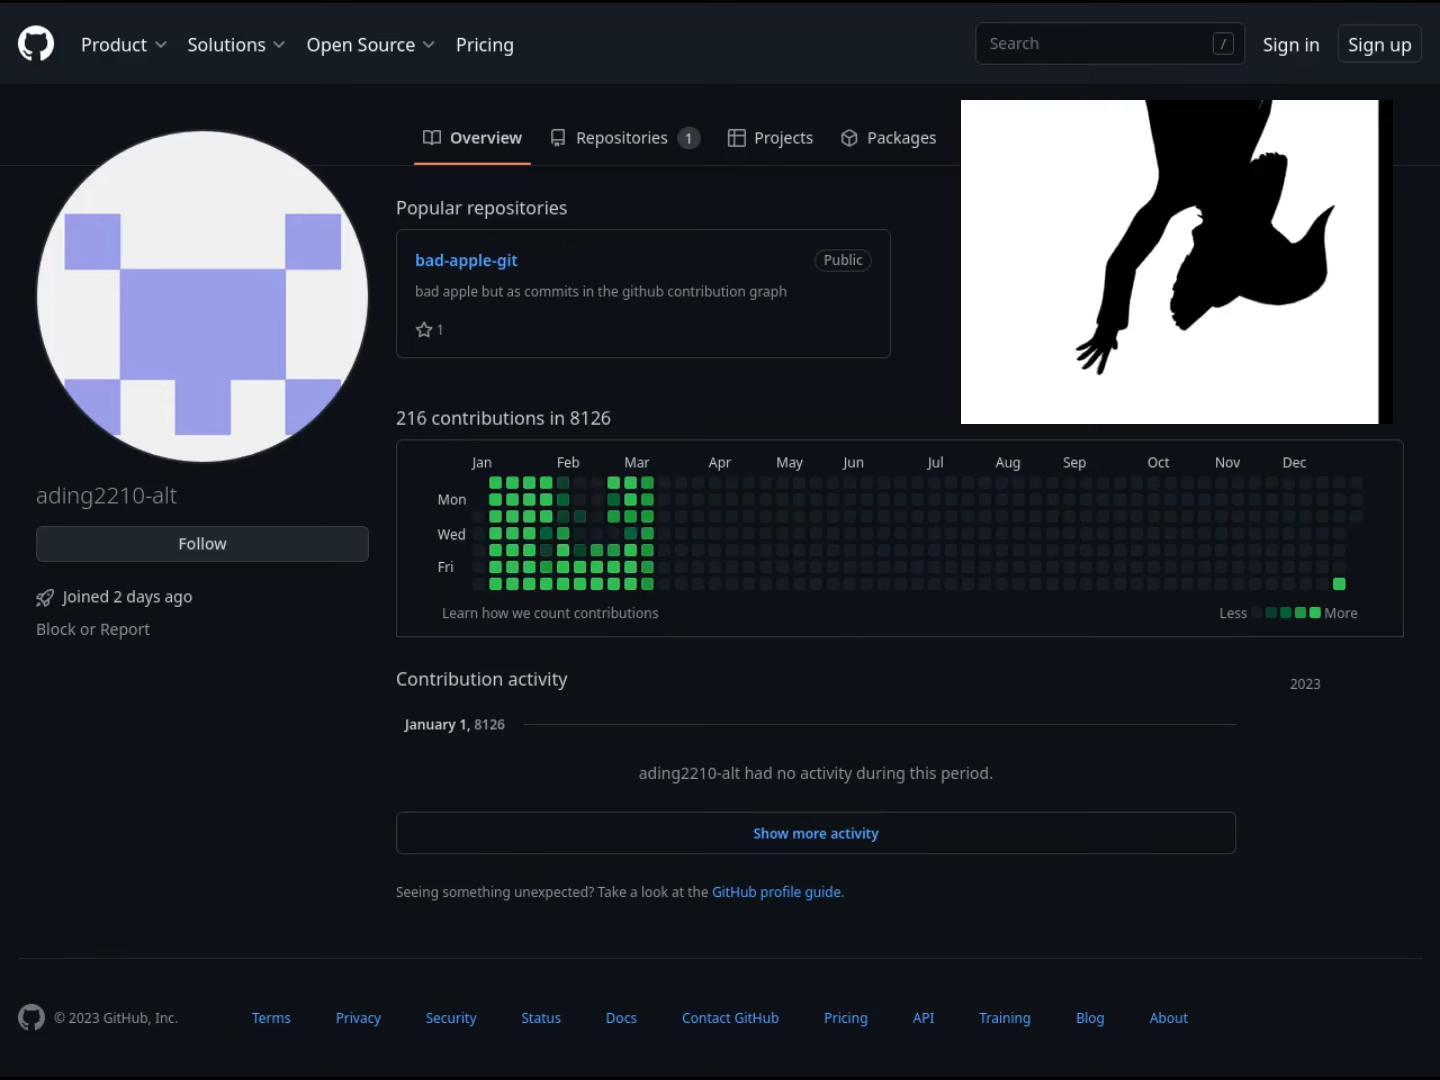 Product Solutions Open Source Pricing Search / Sign in Sign up
Overview Repositories 1 Projects Packages
Popular repositories
bad-apple-git Public
bad apple but as commits in the github contribution graph
1
216 contributions in 8126
Jan Feb Mar Apr May Jun Jul Aug Sep Oct Nov Dec
Mon
Wed
Fri
Learn how we count contributions Less More
ading2210-alt
Follow
Joined 2 days ago
Block or Report
Contribution activity 2023
January 1, 8126
ading2210-alt had no activity during this period.
Show more activity
Seeing something unexpected? Take a look at the GitHub profile guide.
© 2023 GitHub, Inc. Terms Privacy Security Status Docs Contact GitHub Pricing API Training Blog About